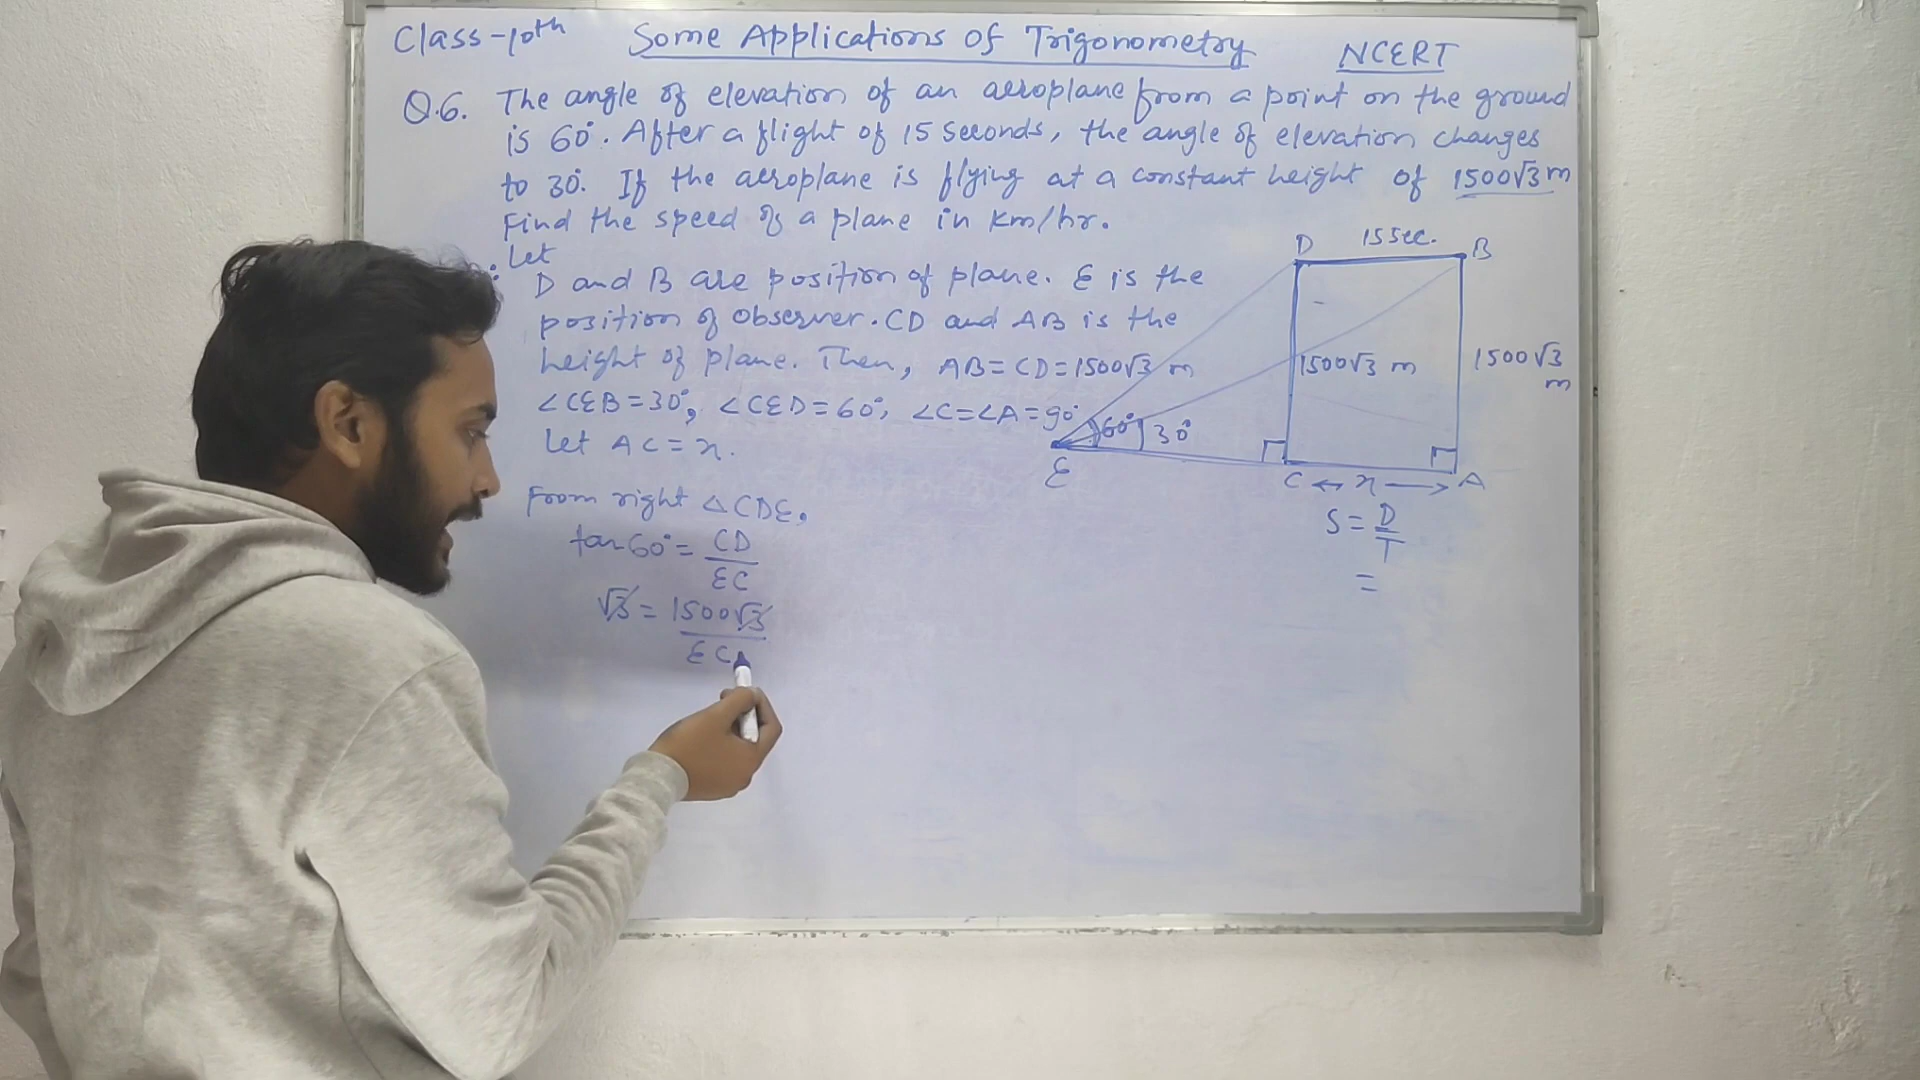 Class-10th Some Applications of Trigonometry NCERT
Q.6. The angle of elevation of an aeroplane from a point on the ground
is 60°. After a flight of 15 seconds, the angle of elevation changes
to 30°. If the aeroplane is flying at a constant height of 1500√3 m
Find the speed of a plane in km/hr.
Let
D and B are position of plane. E is the
position of observer. CD and AB is the
height of plane. Then, AB = CD = 1500√3 m
∠CEB = 30°, ∠CED = 60°, ∠C = ∠A = 90°
Let AC = x.
From right △CDE,
tan 60° = CD/EC
√3 = 1500√3/EC
D 15 sec. B
1500√3 m
1500√3
m
60° 30°
E
C ↔ x → A
S = D/T
=